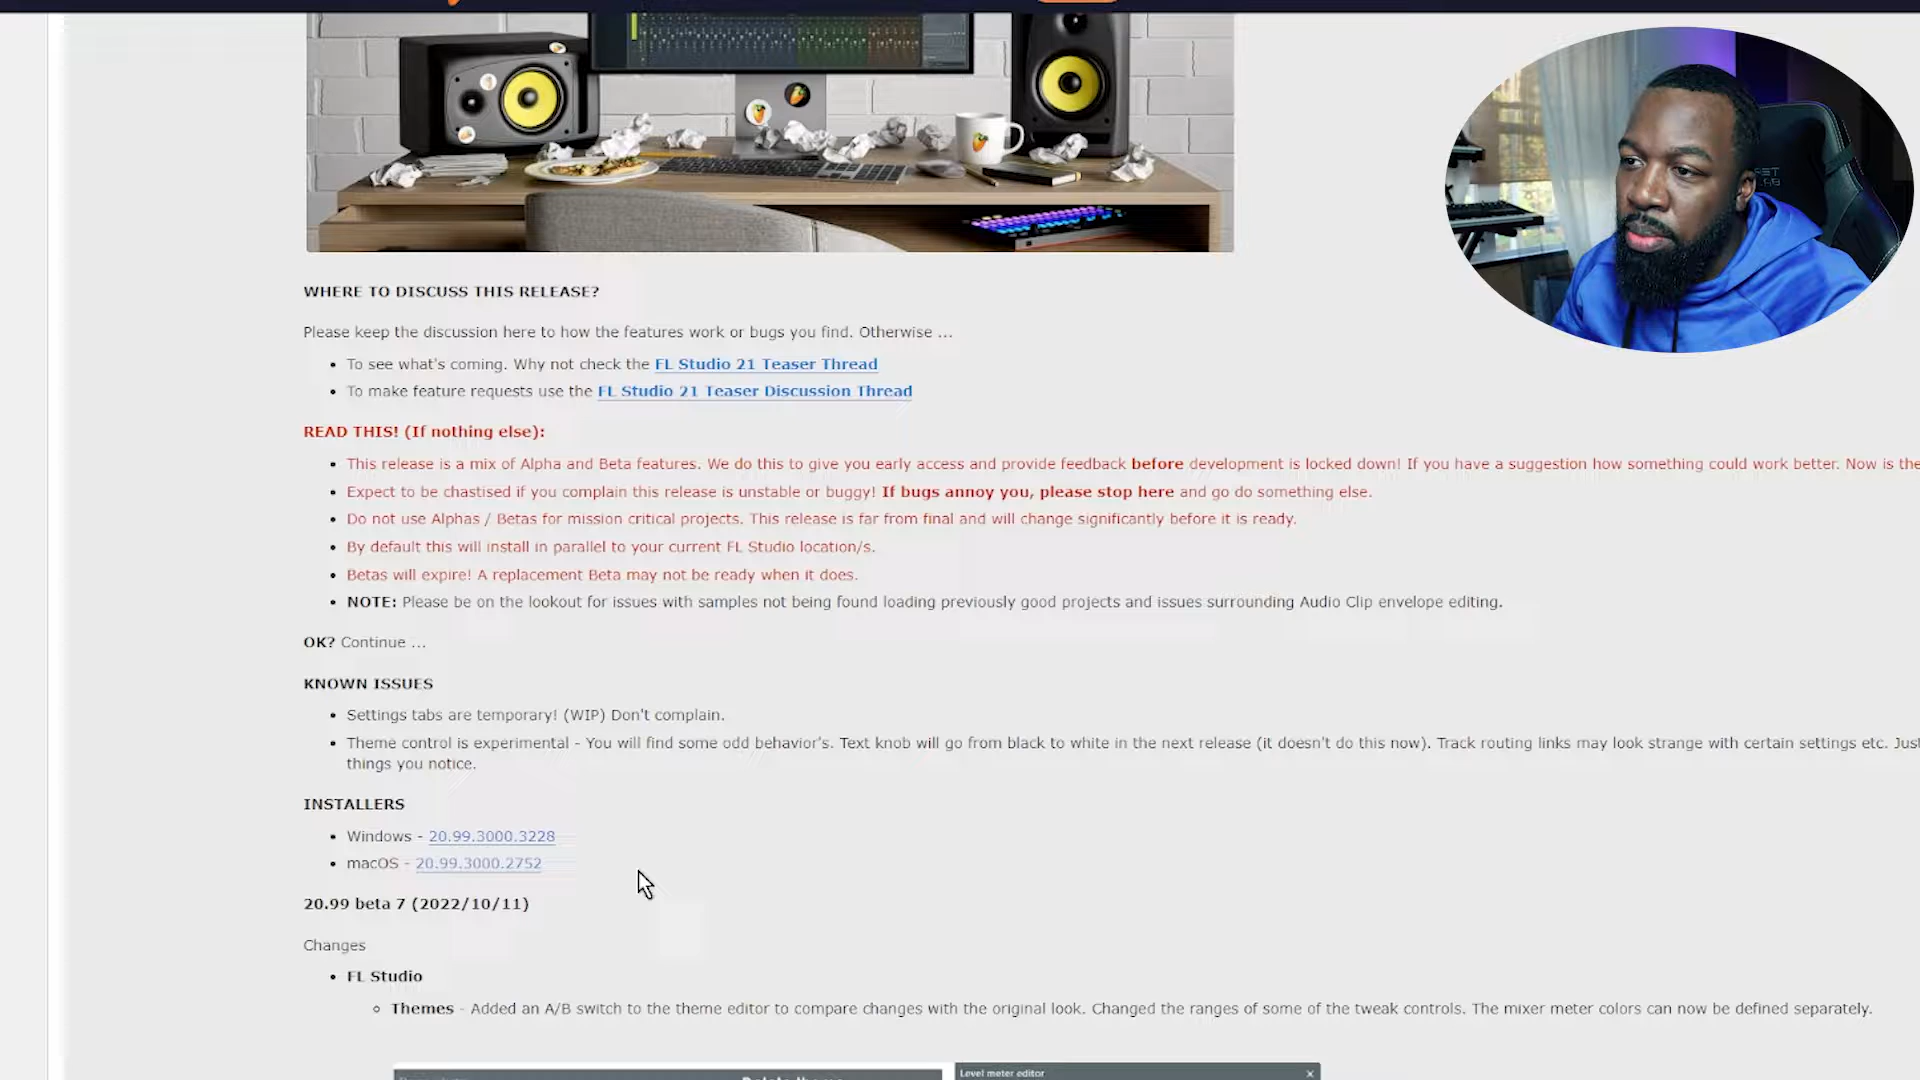 WHERE TO DISCUSS THIS RELEASE?
Please keep the discussion here to how the features work or bugs you find. Otherwise ...
To see what's coming. Why not check the FL Studio 21 Teaser Thread
To make feature requests use the FL Studio 21 Teaser Discussion Thread
READ THIS! (If nothing else):
This release is a mix of Alpha and Beta features. We do this to give you early access and provide feedback before development is locked down! If you have a suggestion how something could work better. Now is the
Expect to be chastised if you complain this release is unstable or buggy! If bugs annoy you, please stop here and go do something else.
Do not use Alphas / Betas for mission critical projects. This release is far from final and will change significantly before it is ready.
By default this will install in parallel to your current FL Studio location/s.
Betas will expire! A replacement Beta may not be ready when it does.
NOTE: Please be on the lookout for issues with samples not being found loading previously good projects and issues surrounding Audio Clip envelope editing.
OK? Continue ...
KNOWN ISSUES
Settings tabs are temporary! (WIP) Don't complain.
Theme control is experimental - You will find some odd behavior's. Text knob will go from black to white in the next release (it doesn't do this now). Track routing links may look strange with certain settings etc. Just
things you notice.
INSTALLERS
Windows - 20.99.3000.3228
macOS - 20.99.3000.2752
20.99 beta 7 (2022/10/11)
Changes
FL Studio
Themes - Added an A/B switch to the theme editor to compare changes with the original look. Changed the ranges of some of the tweak controls. The mixer meter colors can now be defined separately.
Level meter editor